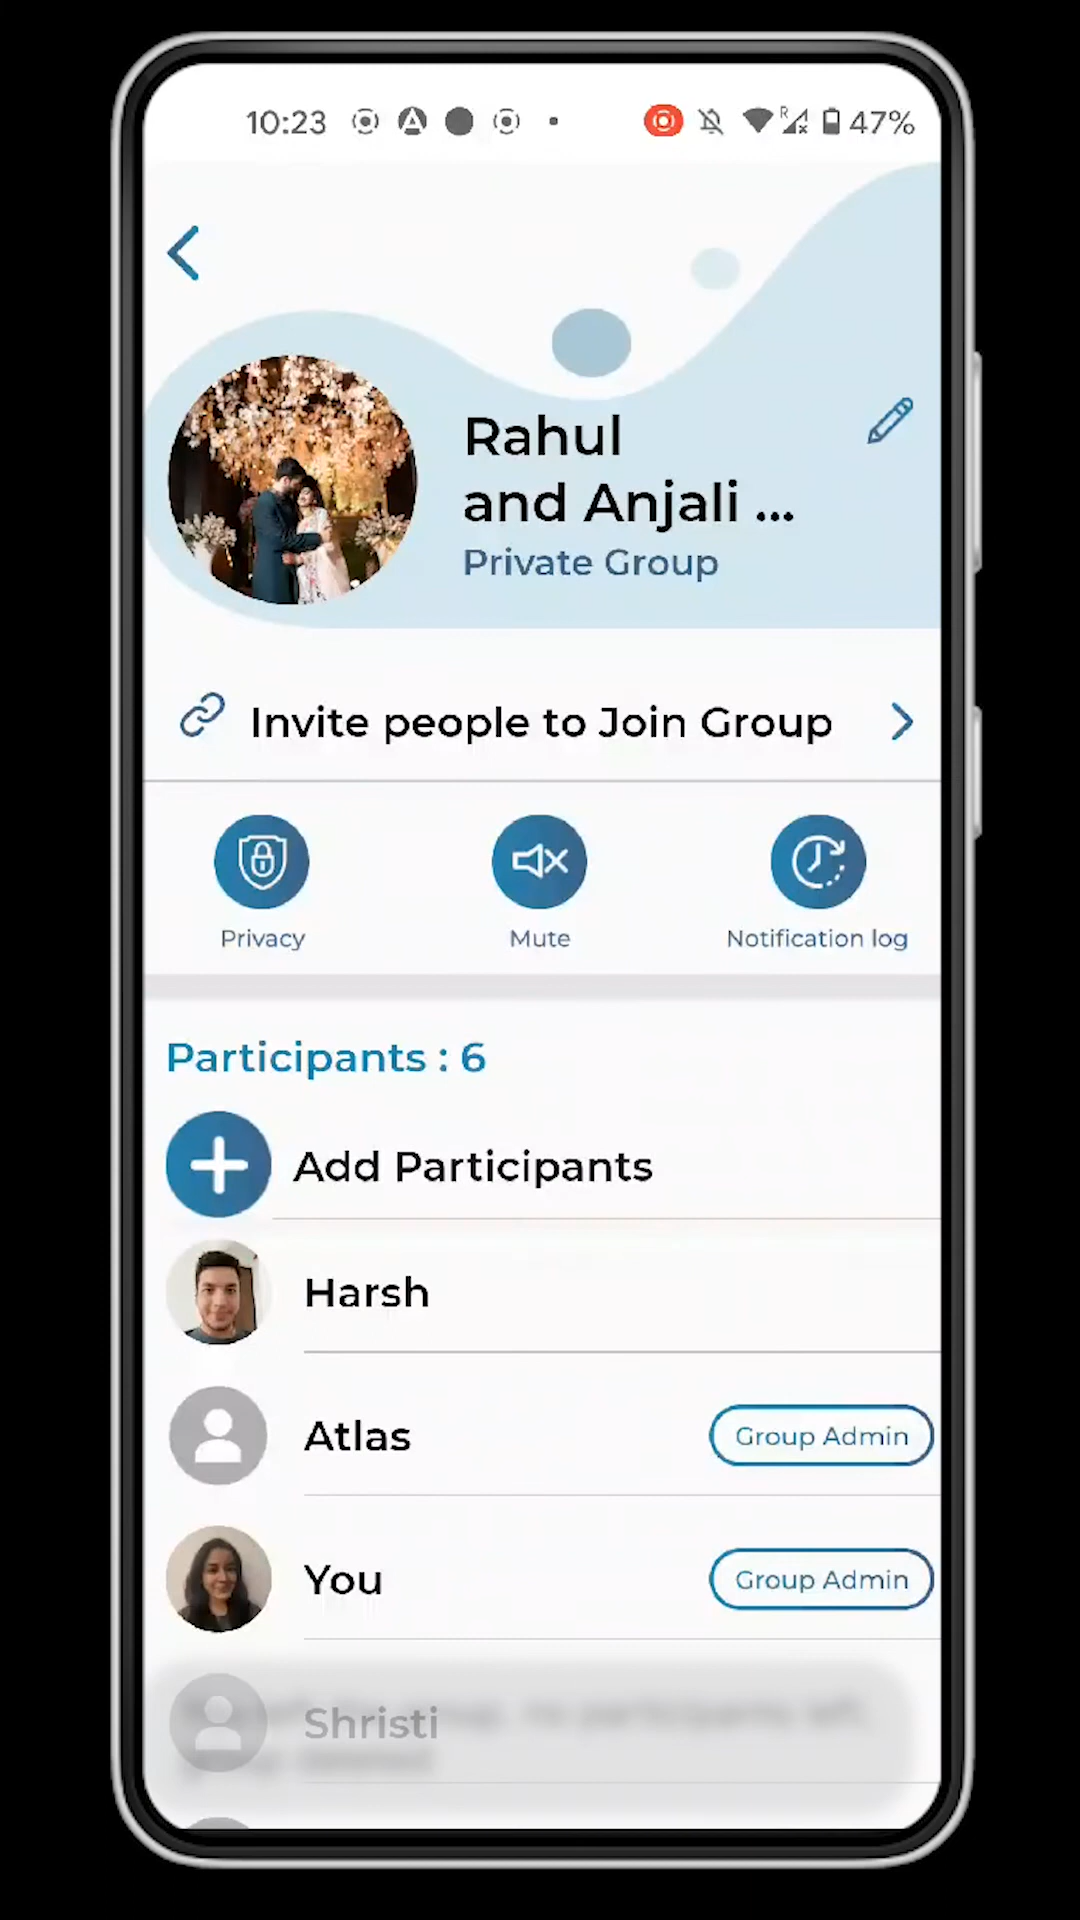 10:23
R
47%
Rahul
and Anjali ...
Private Group
Invite people to Join Group
Privacy
Mute
Notification log
Participants : 6
Add Participants
Harsh
Atlas
Group Admin
You
Group Admin
Shristi